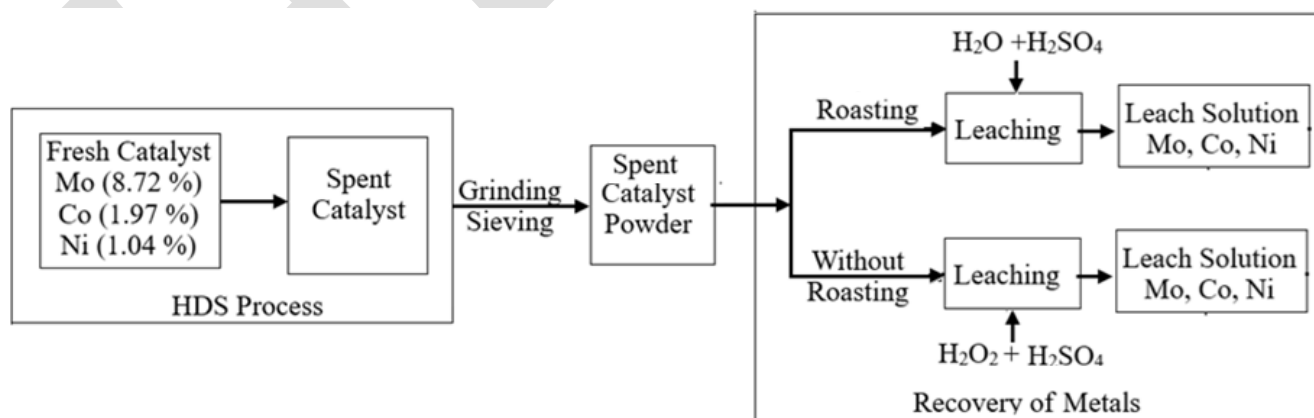 Fresh Catalyst
Mo (8.72 %)
Co (1.97 %)
Ni (1.04 %)
Spent
Catalyst
HDS Process
Grinding
Sieving
Spent
Catalyst
Powder
Roasting
H₂O +H₂SO₄
Leaching
Leach Solution
Mo, Co, Ni
Without
Roasting
Leaching
H₂O₂ + H₂SO₄
Leach Solution
Mo, Co, Ni
Recovery of Metals